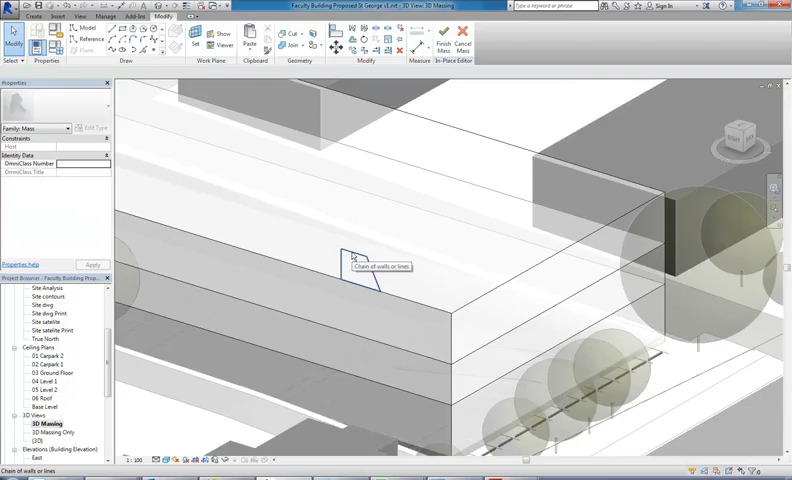 Faculty Building Proposed St George v1.rvt - 3D View: 3D Massing
Type a keyword or phrase
Sign In
Create
Insert
View
Manage
Add-Ins
Modify
Modify
Model
Reference
Plane
Set
Show
Viewer
Paste
Cut
Join
Finish
Mass
Cancel
Mass
Select
Properties
Draw
Work Plane
Clipboard
Geometry
Modify
Measure
In-Place Editor
Properties
Family: Mass
Edit Type
Constraints
Host
Identity Data
OmniClass Number
OmniClass Title
Properties help
Apply
Project Browser - Faculty Building Proposed St George...
Site Analysis
Site contours
Site dwg
Site dwg Print
Site satelite
Site satelite Print
True North
Ceiling Plans
01 Carpark 2
02 Carpark 1
03 Ground Floor
04 Level 1
05 Level 2
06 Roof
Base Level
3D Views
3D Massing
3D Massing Only
{3D}
Elevations (Building Elevation)
East
Chain of walls or lines
1 : 100
Chain of walls or lines